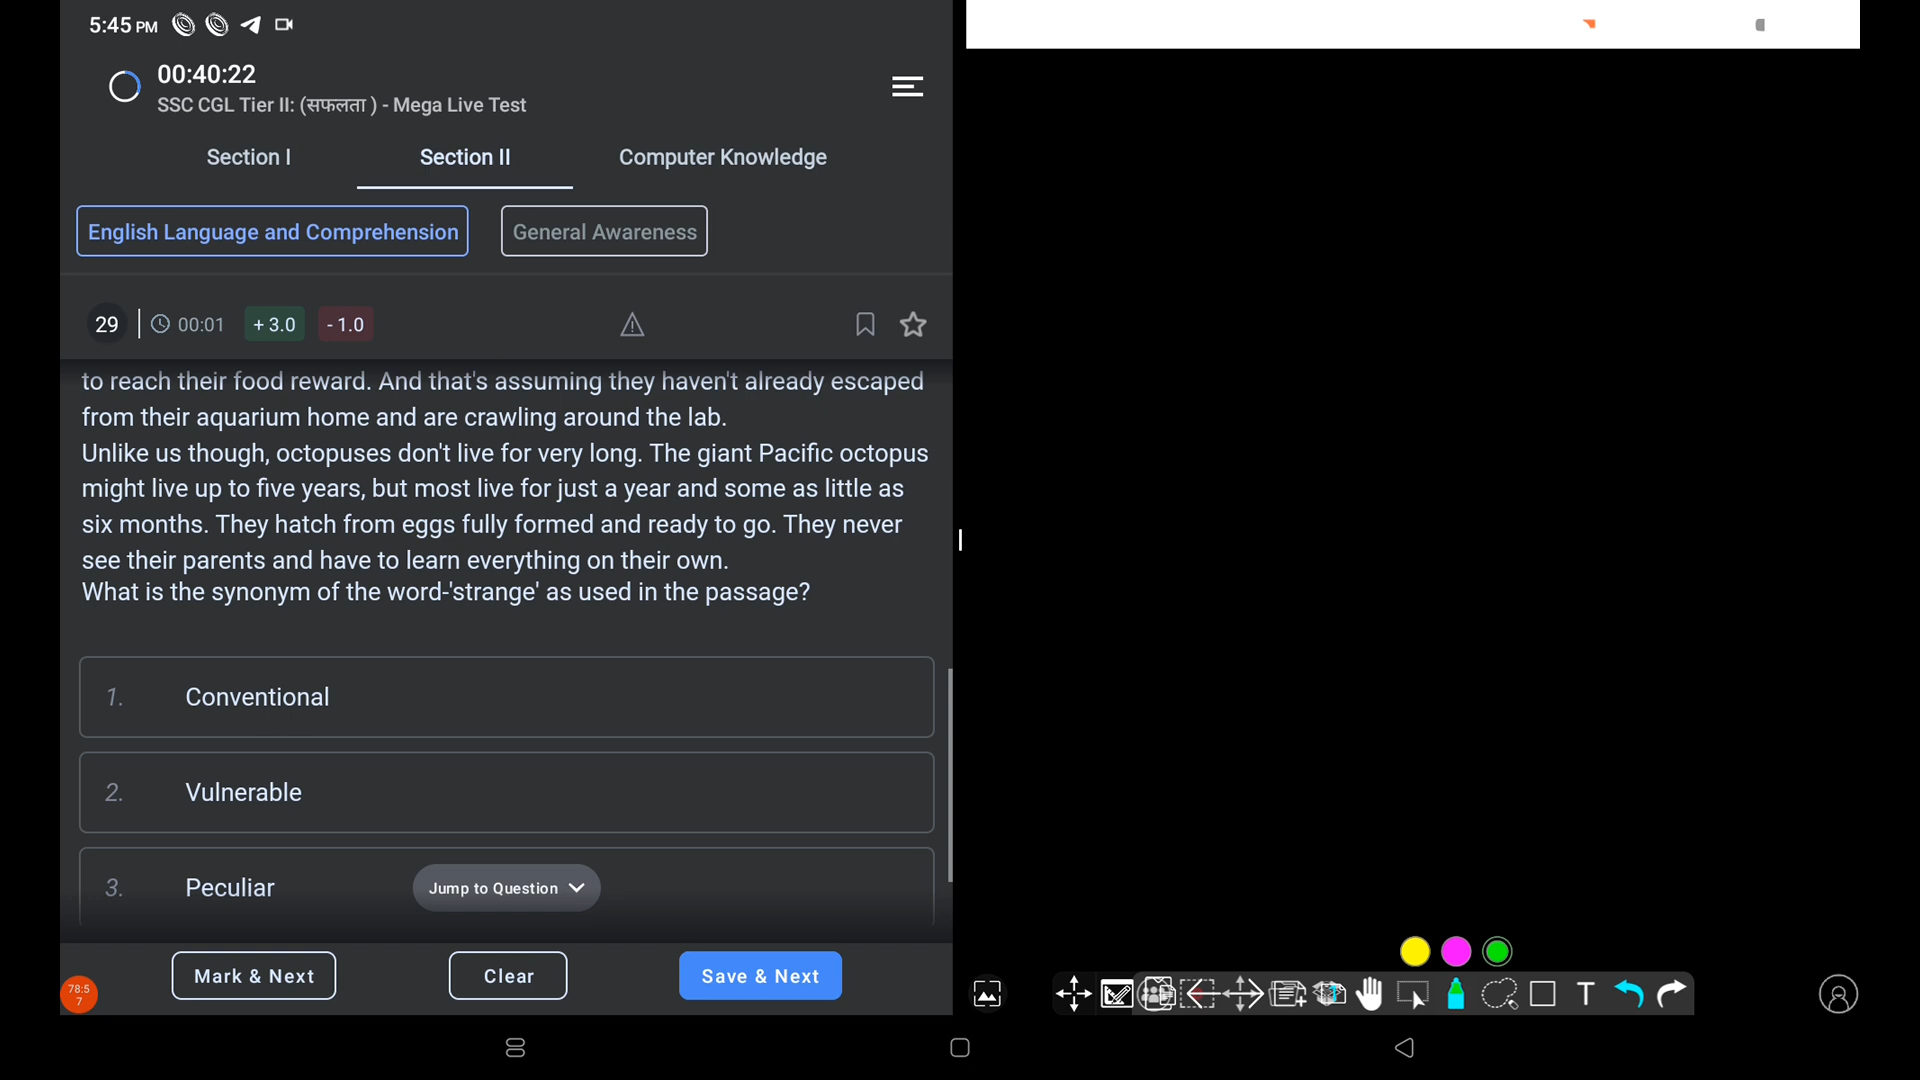 5:45 PM
00:40:22
SSC CGL Tier II: (सफलता ) - Mega Live Test
Section I
Section II
Computer Knowledge
English Language and Comprehension
General Awareness
29
00:01
+ 3.0
- 1.0
to reach their food reward. And that's assuming they haven't already escaped
from their aquarium home and are crawling around the lab.
Unlike us though, octopuses don't live for very long. The giant Pacific octopus
might live up to five years, but most live for just a year and some as little as
six months. They hatch from eggs fully formed and ready to go. They never
see their parents and have to learn everything on their own.
What is the synonym of the word-'strange' as used in the passage?
1. Conventional
2. Vulnerable
3. Peculiar
Jump to Question
Mark & Next
Clear
Save & Next
78:5
7
T